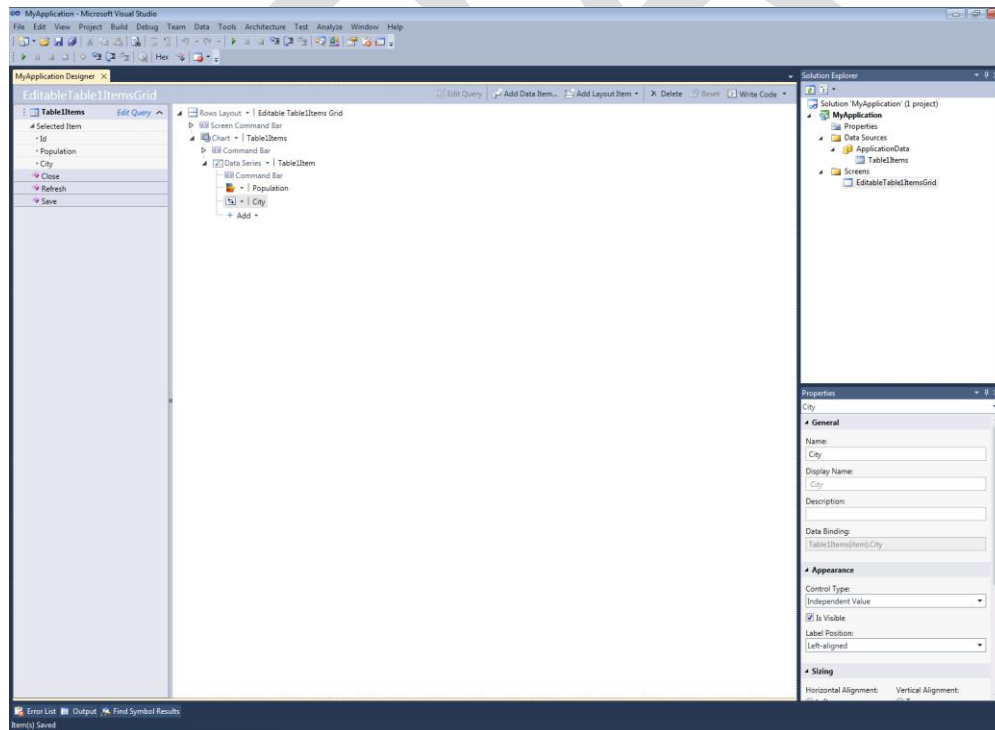 MyApplication - Microsoft Visual Studio
File Edit View Project Build Debug Team Data Tools Architecture Test Analyze Window Help
Hex
MyApplication Designer
EditableTable1ItemsGrid
Edit Query Add Data Item... Add Layout Item Delete Reset Write Code
Table1Items Edit Query
Selected Item
Id
Population
City
Close
Refresh
Save
Rows Layout | Editable Table1Items Grid
Screen Command Bar
Chart | Table1Items
Command Bar
Data Series | Table1Item
Command Bar
| Population
| City
+ Add
Solution Explorer
Solution 'MyApplication' (1 project)
MyApplication
Properties
Data Sources
ApplicationData
Table1Items
Screens
EditableTable1ItemsGrid
Properties
City
General
Name:
City
Display Name:
City
Description:
Data Binding:
Table1Items(item).City
Appearance
Control Type:
Independent Value
Is Visible
Label Position:
Left-aligned
Sizing
Horizontal Alignment: Vertical Alignment:
Error List Output Find Symbol Results
Item(s) Saved